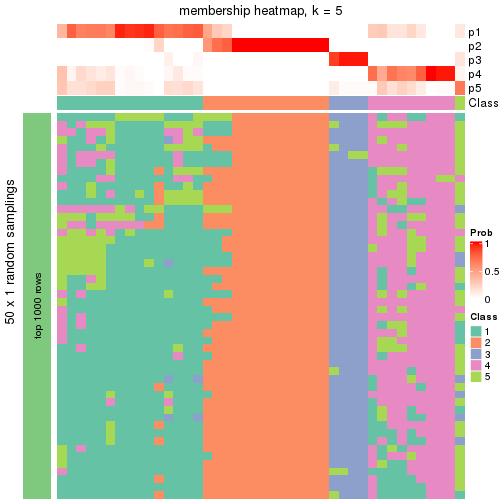 membership heatmap, k = 5
p1
p2
p3
p4
p5
Class
50 x 1 random samplings
top 1000 rows
Prob
1
0.5
0
Class
1
2
3
4
5